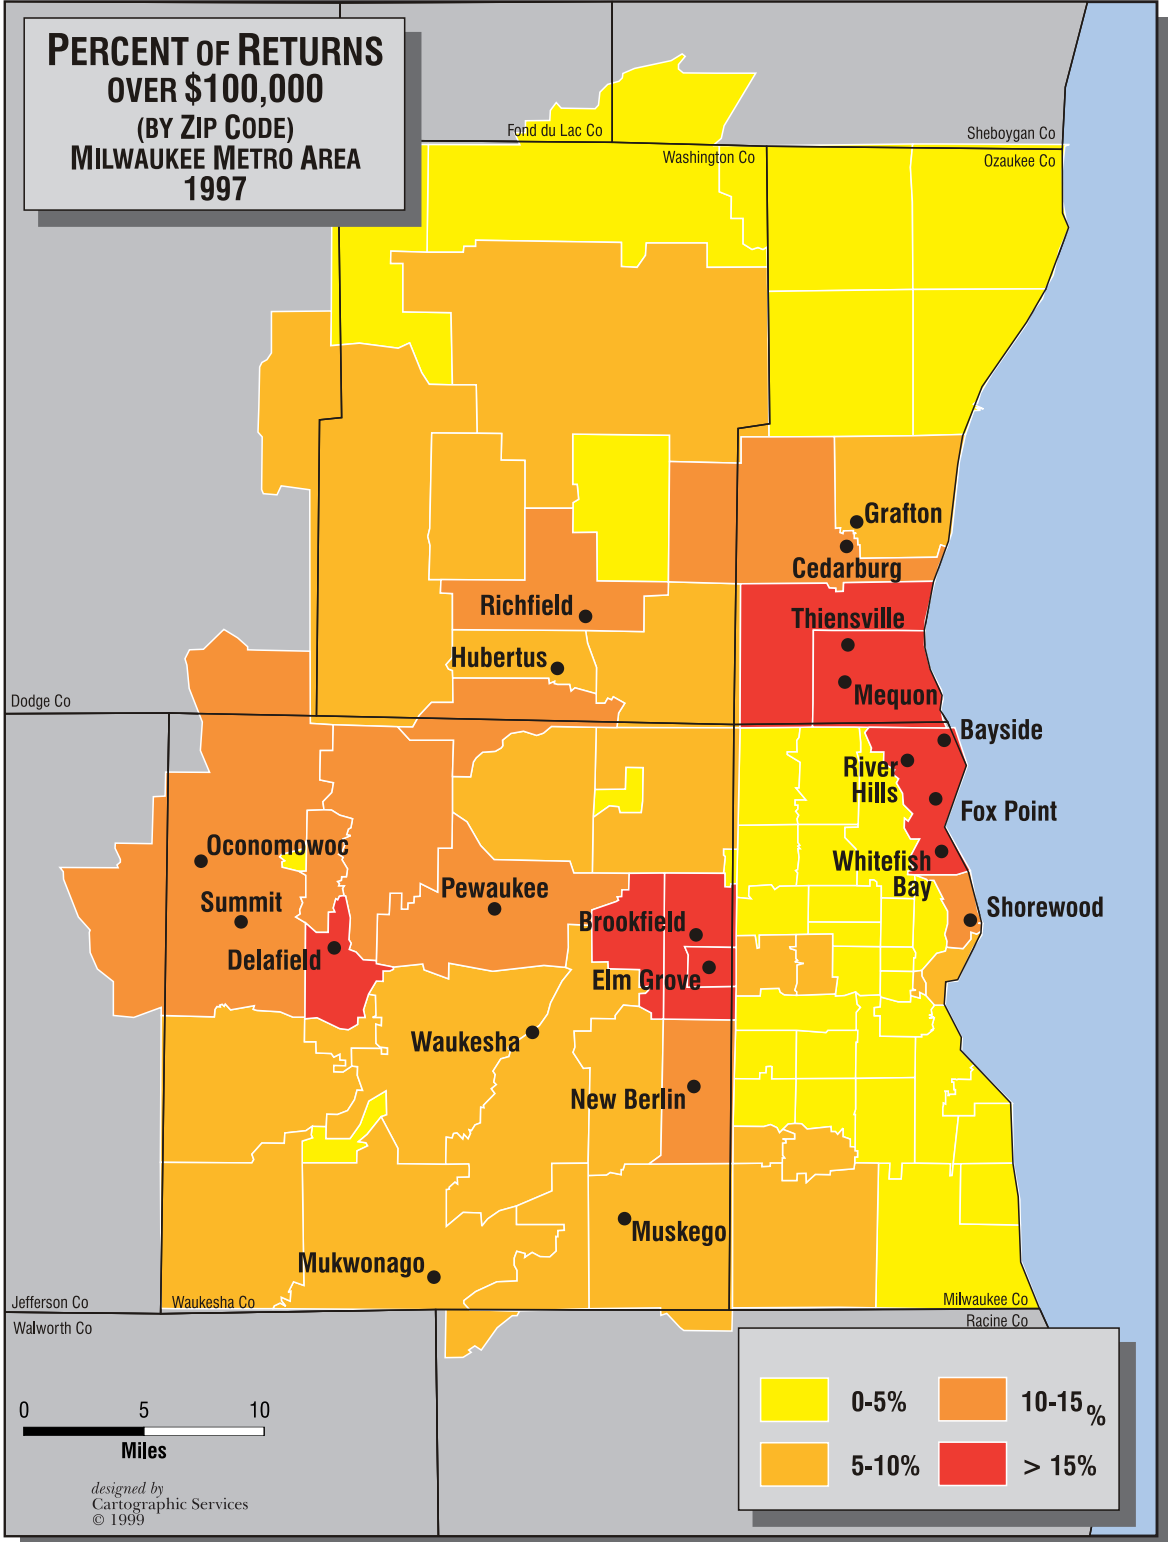 PERCENT OF RETURNS
OVER $100,000
(BY ZIP CODE)
MILWAUKEE METRO AREA
1997
Fond du Lac Co
Sheboygan Co
Washington Co
Ozaukee Co
Grafton
Cedarburg
Richfield
Thiensville
Hubertus
Mequon
Dodge Co
Bayside
River
Hills
Fox Point
Oconomowoc
Whitefish
Bay
Pewaukee
Summit
Shorewood
Brookfield
Delafield
Elm Grove
Waukesha
New Berlin
Muskego
Mukwonago
Jefferson Co
Waukesha Co
Milwaukee Co
Walworth Co
Racine Co
0-5%
10-15%
5-10%
> 15%
0 5 10
Miles
designed by
Cartographic Services
© 1999